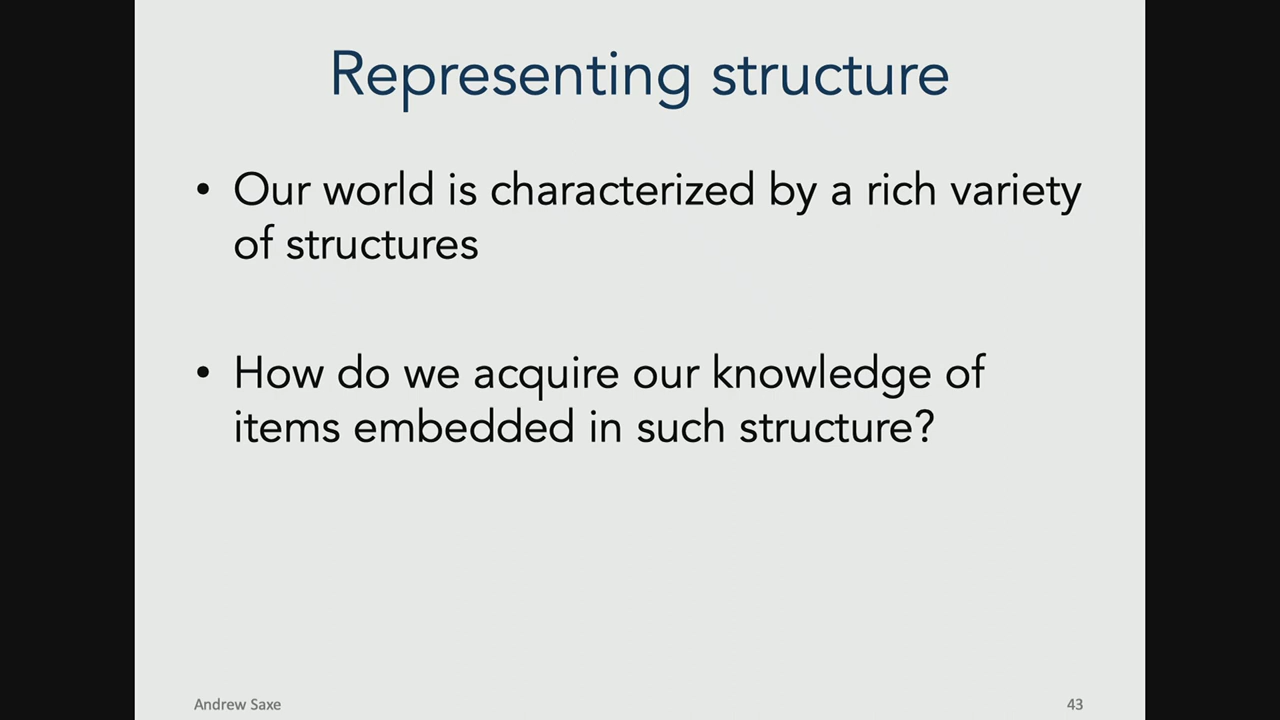 Representing structure
• Our world is characterized by a rich variety
of structures
• How do we acquire our knowledge of
items embedded in such structure?
Andrew Saxe
43